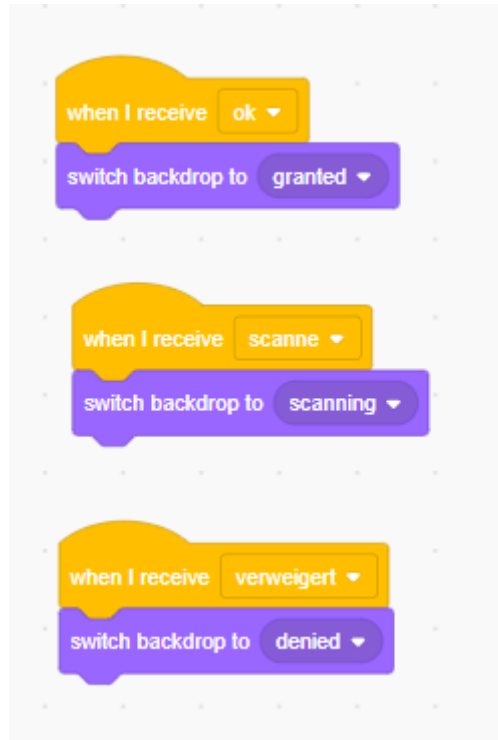 when I receive ok
switch backdrop to granted
when I receive scanne
switch backdrop to scanning
when I receive verweigert
switch backdrop to denied